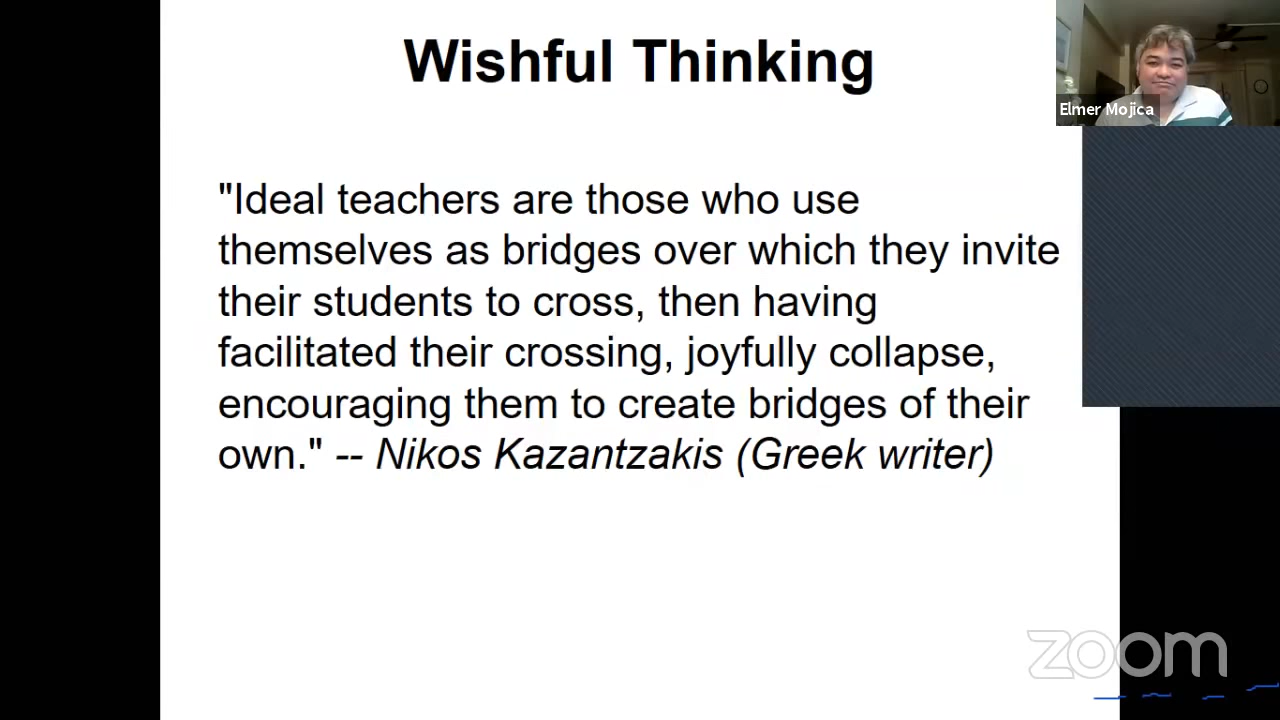 Wishful Thinking
Elmer Mojica
"Ideal teachers are those who use
themselves as bridges over which they invite
their students to cross, then having
facilitated their crossing, joyfully collapse,
encouraging them to create bridges of their
own." -- Nikos Kazantzakis (Greek writer)
zoom